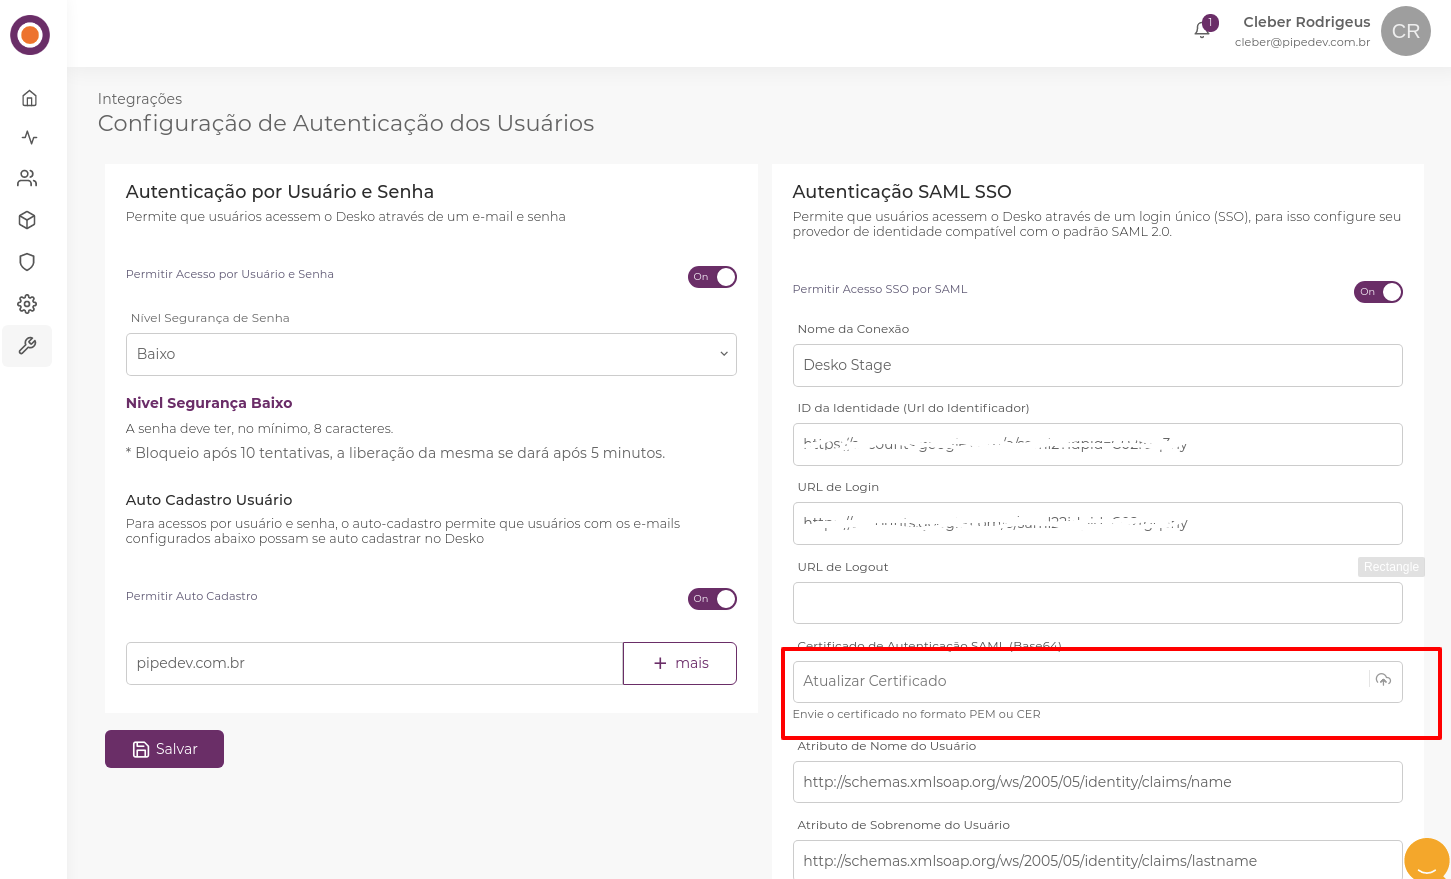 1
Cleber Rodrigeus
cleber@pipedev.com.br
CR
Integrações
Configuração de Autenticação dos Usuários
Autenticação por Usuário e Senha
Permite que usuários acessem o Desko através de um e-mail e senha
Permitir Acesso por Usuário e Senha
On
Nível Segurança de Senha
Baixo
Nivel Segurança Baixo
A senha deve ter, no mínimo, 8 caracteres.
* Bloqueio após 10 tentativas, a liberação da mesma se dará após 5 minutos.
Auto Cadastro Usuário
Para acessos por usuário e senha, o auto-cadastro permite que usuários com os e-mails
configurados abaixo possam se auto cadastrar no Desko
Permitir Auto Cadastro
On
pipedev.com.br
+ mais
Salvar
Autenticação SAML SSO
Permite que usuários acessem o Desko através de um login único (SSO), para isso configure seu
provedor de identidade compatível com o padrão SAML 2.0.
Permitir Acesso SSO por SAML
On
Nome da Conexão
Desko Stage
ID da Identidade (Url do Identificador)
URL de Login
URL de Logout
Rectangle
Certificado de Autenticação SAML (Base64)
Atualizar Certificado
Envie o certificado no formato PEM ou CER
Atributo de Nome do Usuário
http://schemas.xmlsoap.org/ws/2005/05/identity/claims/name
Atributo de Sobrenome do Usuário
http://schemas.xmlsoap.org/ws/2005/05/identity/claims/lastname